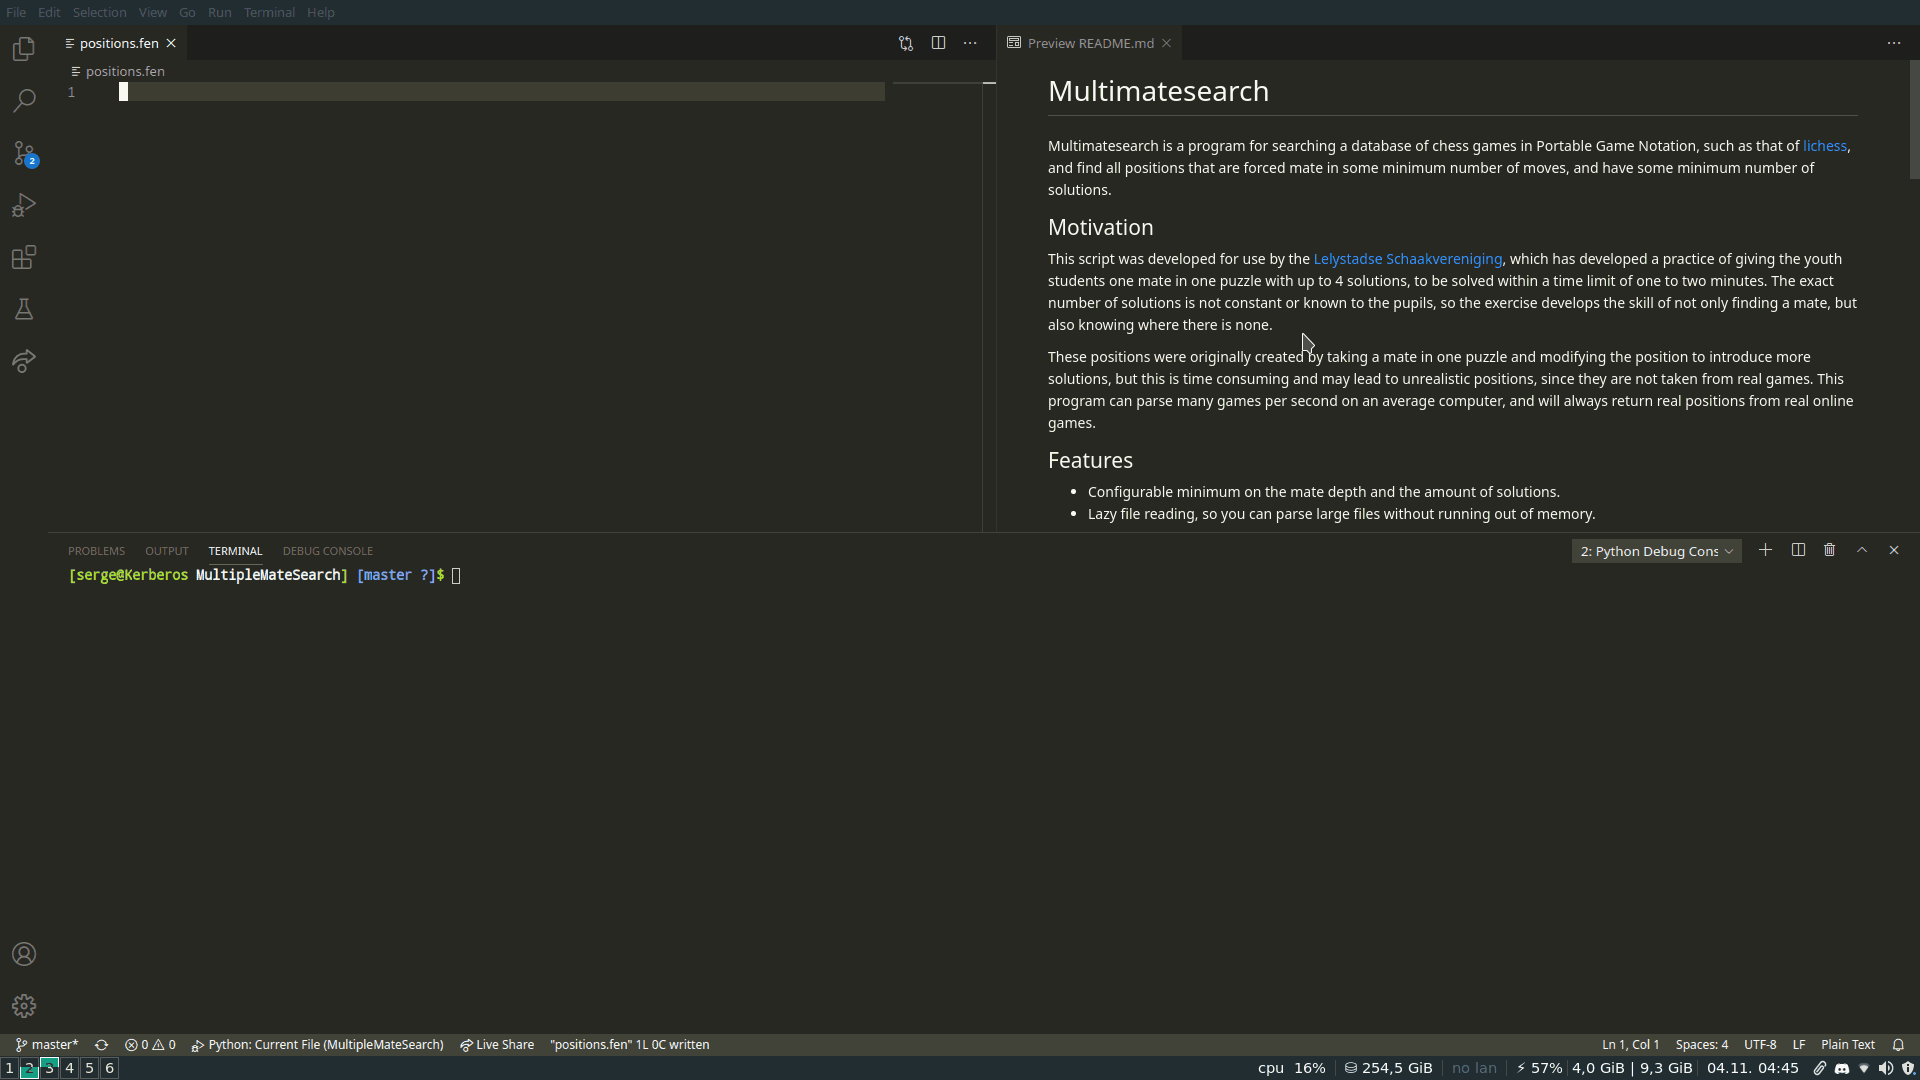 File Edit Selection View Go Run Terminal Help
positions.fen
Preview README.md
positions.fen
1
Multimatesearch
Multimatesearch is a program for searching a database of chess games in Portable Game Notation, such as that of lichess,
and find all positions that are forced mate in some minimum number of moves, and have some minimum number of
solutions.
Motivation
This script was developed for use by the Lelystadse Schaakvereniging, which has developed a practice of giving the youth
students one mate in one puzzle with up to 4 solutions, to be solved within a time limit of one to two minutes. The exact
number of solutions is not constant or known to the pupils, so the exercise develops the skill of not only finding a mate, but
also knowing where there is none.
These positions were originally created by taking a mate in one puzzle and modifying the position to introduce more
solutions, but this is time consuming and may lead to unrealistic positions, since they are not taken from real games. This
program can parse many games per second on an average computer, and will always return real positions from real online
games.
Features
• Configurable minimum on the mate depth and the amount of solutions.
• Lazy file reading, so you can parse large files without running out of memory.
2
PROBLEMS OUTPUT TERMINAL DEBUG CONSOLE
2: Python Debug Cons
[serge@Kerberos MultipleMateSearch] [master ?]$
master* 0 0 Python: Current File (MultipleMateSearch) Live Share "positions.fen" 1L 0C written
Ln 1, Col 1 Spaces: 4 UTF-8 LF Plain Text
1 2 3 4 5 6
cpu 16% 254,5 GiB no lan ⚡ 57% 4,0 GiB | 9,3 GiB 04.11. 04:45